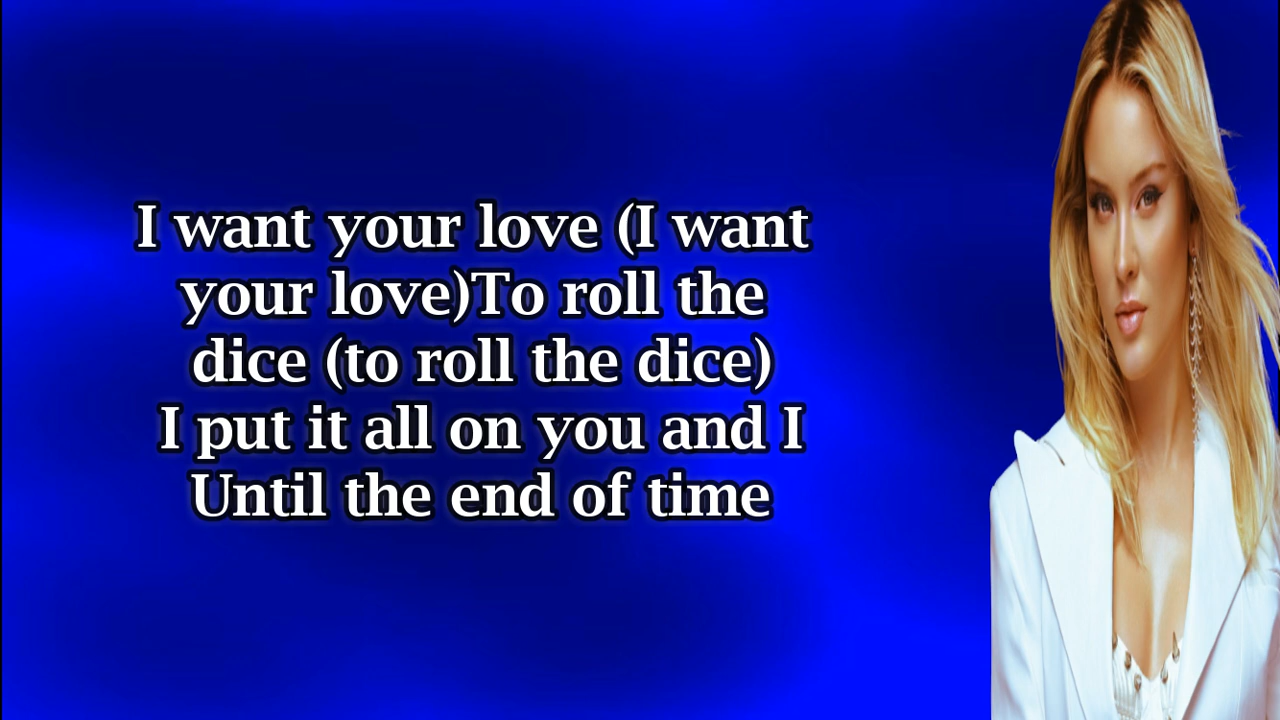 I want your love (I want
your love)To roll the
dice (to roll the dice)
I put it all on you and I
Until the end of time